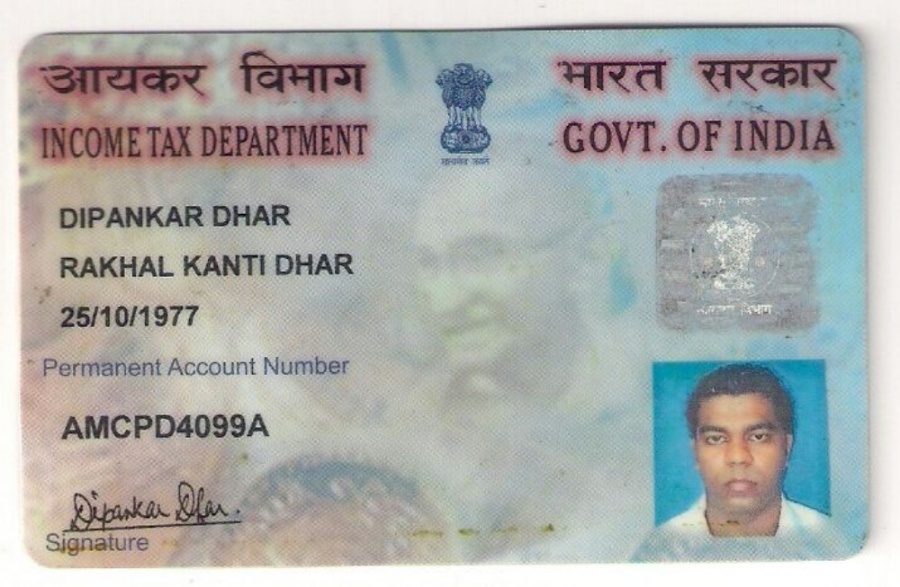 आयकर विभाग
INCOME TAX DEPARTMENT
भारत सरकार
GOVT. OF INDIA
सत्यमेव जयते
DIPANKAR DHAR
RAKHAL KANTI DHAR
25/10/1977
Permanent Account Number
AMCPD4099A
Dipankar Dhar.
Signature